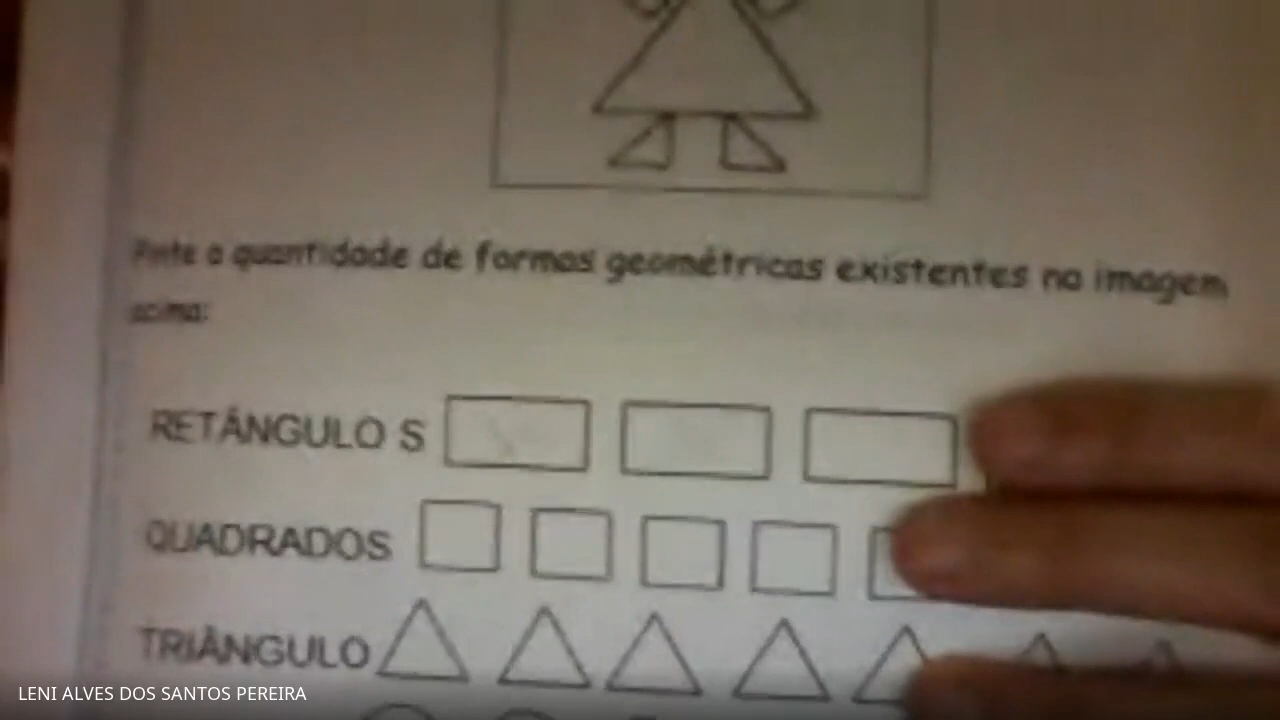 Pinte a quantidade de formas geométricas existentes na imagem
acima:
RETÂNGULO S
QUADRADOS
TRIÂNGULO
LENI ALVES DOS SANTOS PEREIRA